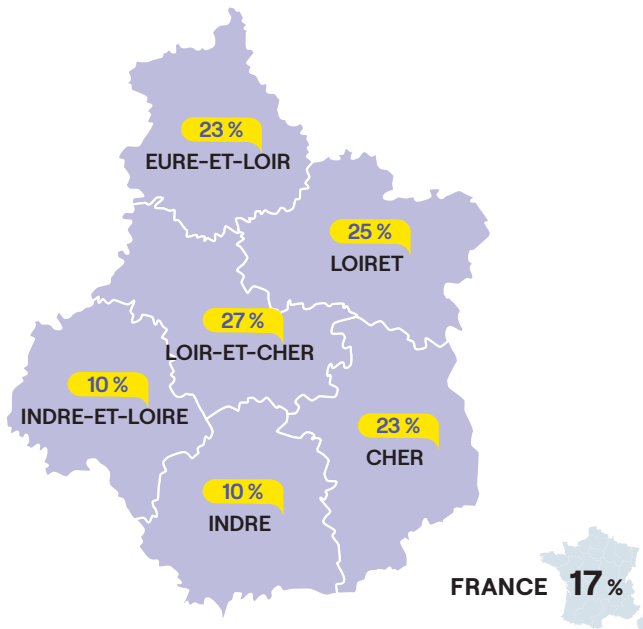 23 %
EURE-ET-LOIR
25 %
LOIRET
27 %
LOIR-ET-CHER
10 %
INDRE-ET-LOIRE
23 %
CHER
10 %
INDRE
FRANCE 17 %